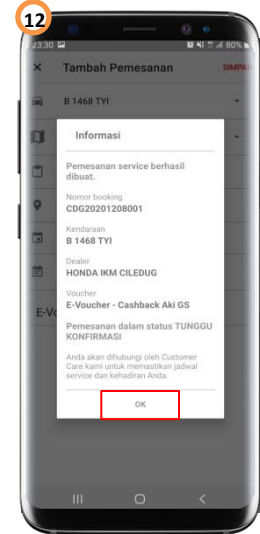 12
23:30
80%
Tambah Pemesanan
SIMPAN
B 1468 TYI
Informasi
Pemesanan service berhasil
dibuat.
Nomor booking
CDG20201208001
Kendaraan
B 1468 TYI
Dealer
HONDA IKM CILEDUG
Voucher
E-Voucher - Cashback Aki GS
Pemesanan dalam status TUNGGU
KONFIRMASI
Anda akan dihubungi oleh Customer
Care kami untuk memastikan jadwal
service dan kehadiran Anda.
OK